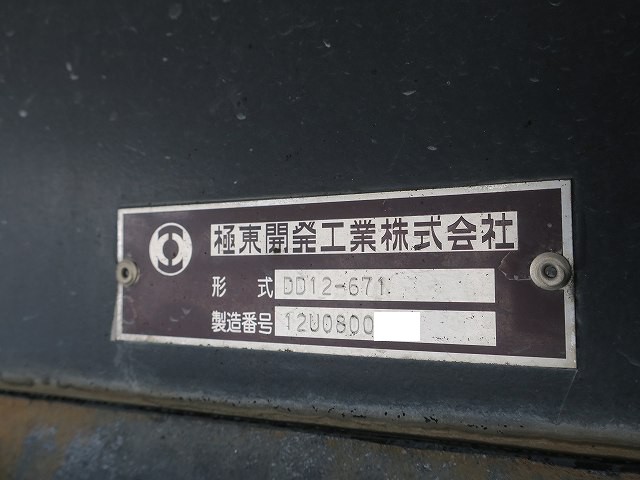 極東開発工業株式会社
形式 DD12-671
製造番号 12U0800